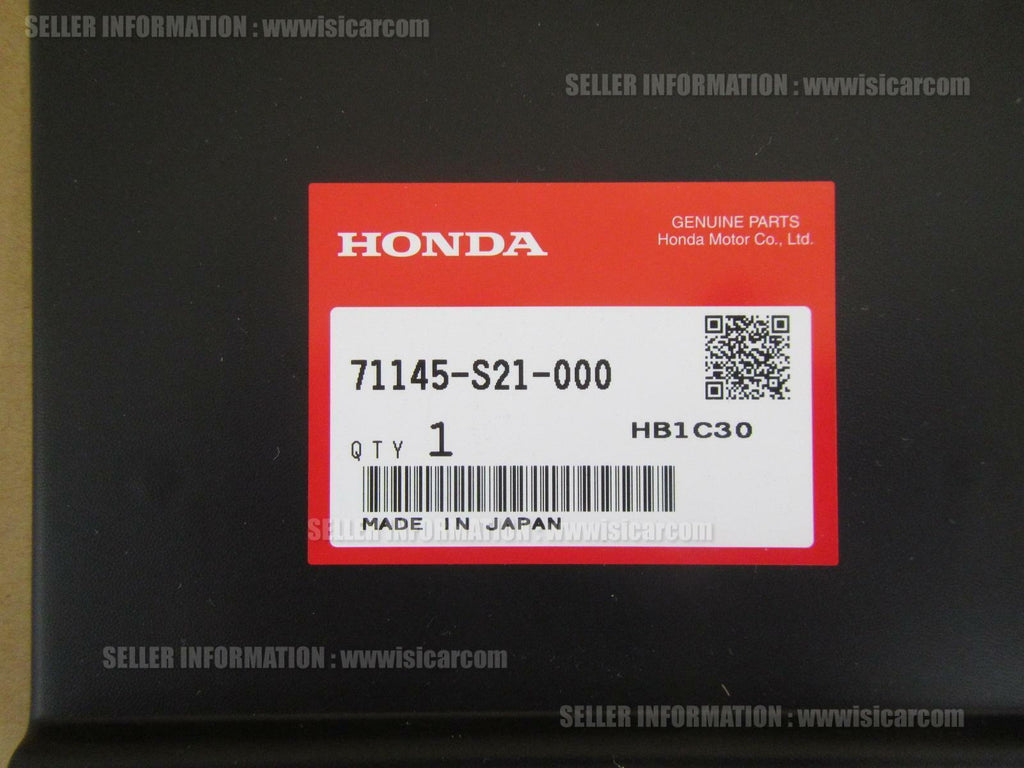 SELLER INFORMATION : wwwisicarcom
SELLER INFORMATION : wwwisicarcom
HONDA
GENUINE PARTS
Honda Motor Co., Ltd.
71145-S21-000
HB1C30
QTY 1
MADE IN JAPAN
SELLER INFORMATION : wwwisicarcom
SELLER INFORMATION : wwwisicarcom
SELLER INFORMATION : wwwisicarcom